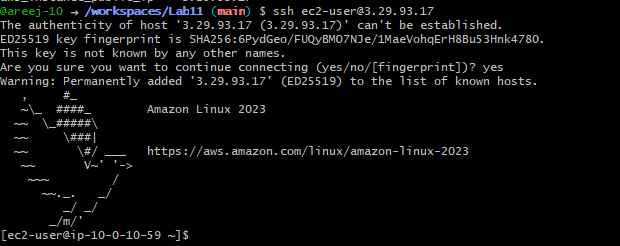 @areej-10 → /workspaces/Lab11 (main) $ ssh ec2-user@3.29.93.17
The authenticity of host '3.29.93.17 (3.29.93.17)' can't be established.
ED25519 key fingerprint is SHA256:6PydGeo/FUQyBMO7NJe/1MaeVohqErH8Bu53Hnk4780.
This key is not known by any other names.
Are you sure you want to continue connecting (yes/no/[fingerprint])? yes
Warning: Permanently added '3.29.93.17' (ED25519) to the list of known hosts.
   ,     #_
   ~\_  ####_        Amazon Linux 2023
  ~~  \_#####\
  ~~     \###|
  ~~       \#/ ___   https://aws.amazon.com/linux/amazon-linux-2023
   ~~       V~' '->
    ~~~         /
      ~~._.   _/
         _/ _/
       _/m/'
[ec2-user@ip-10-0-10-59 ~]$